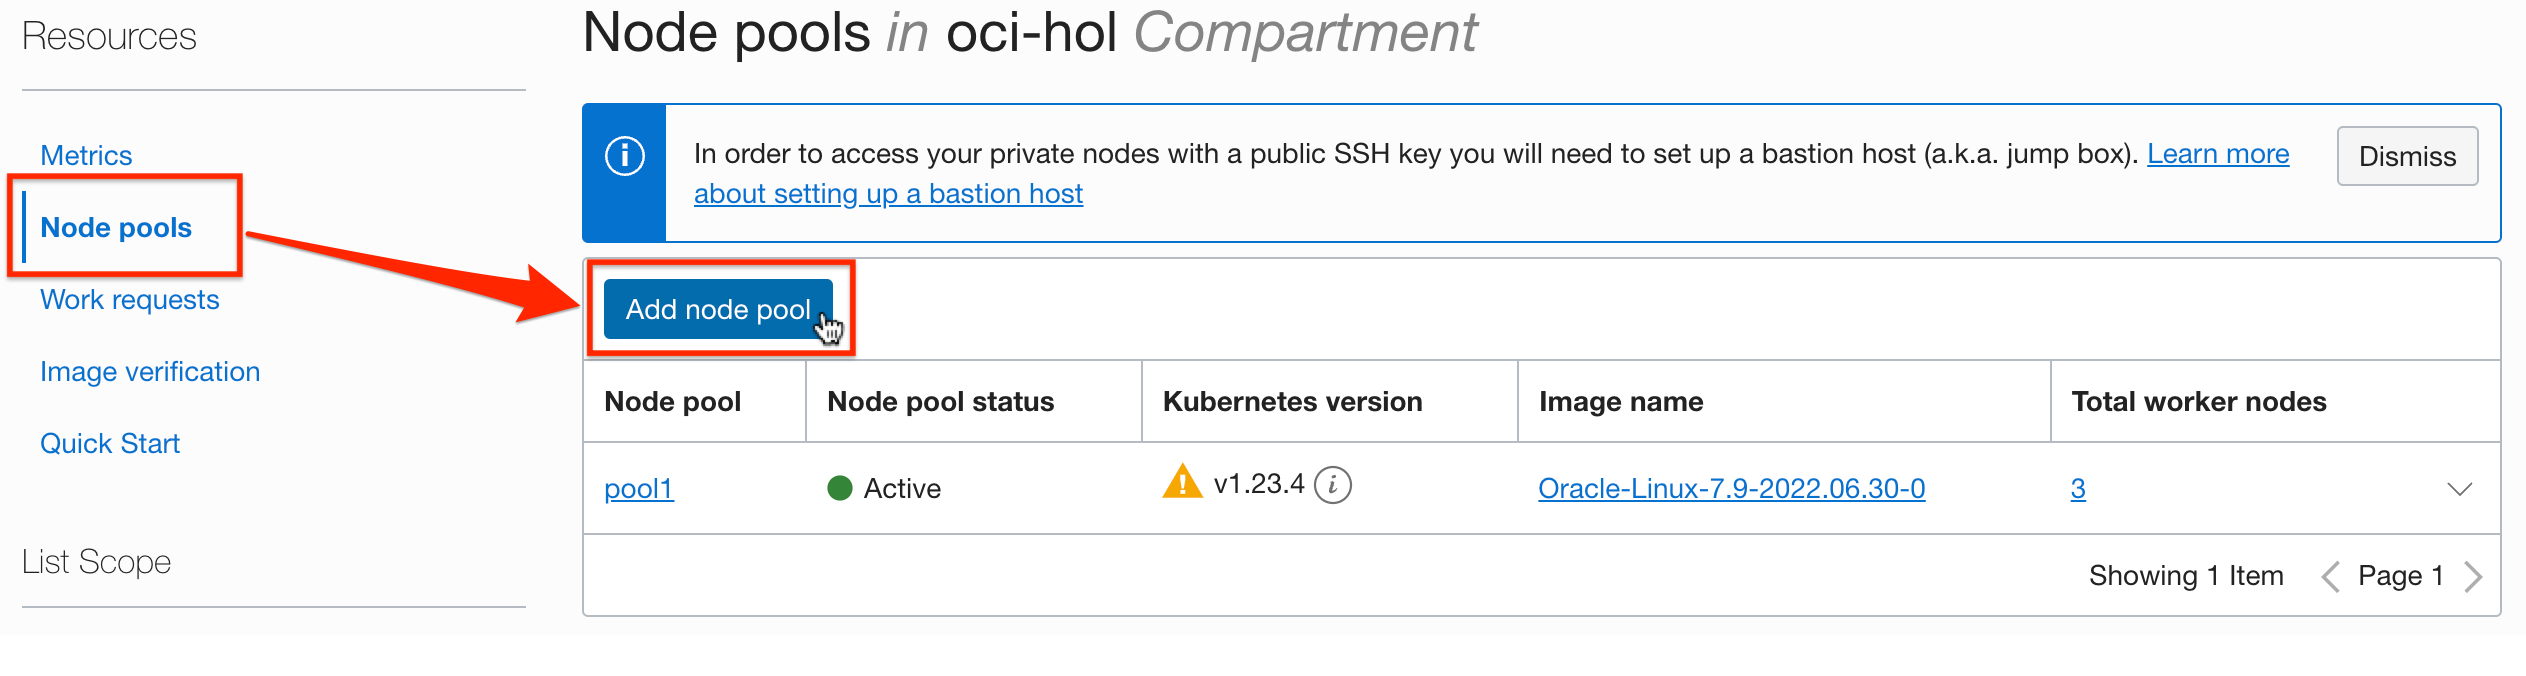 Resources
Metrics
Node pools
Work requests
Image verification
Quick Start
List Scope
Node pools in oci-hol Compartment
In order to access your private nodes with a public SSH key you will need to set up a bastion host (a.k.a. jump box). Learn more
about setting up a bastion host
Dismiss
Add node pool
Node pool Node pool status Kubernetes version Image name Total worker nodes
pool1 Active v1.23.4 Oracle-Linux-7.9-2022.06.30-0 3
Showing 1 Item Page 1